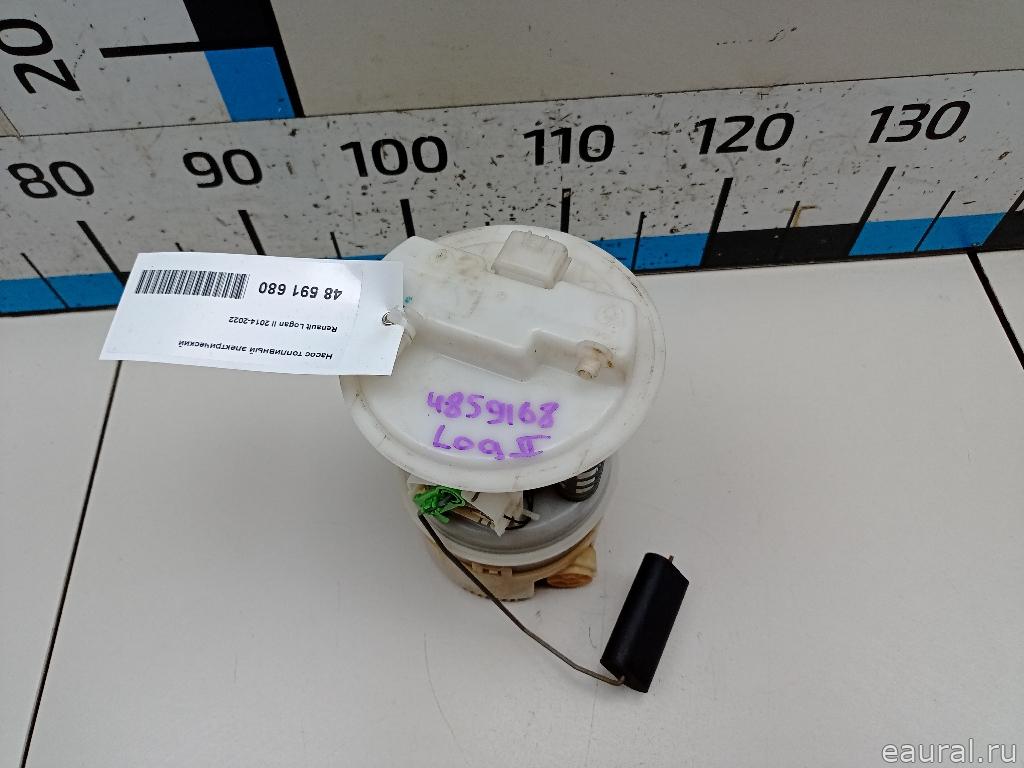 20
80 90 100 110 120 130
48 591 680
Renault Logan II 2014-2022
Насос топливный электрический
4859168
Log II
eaural.ru